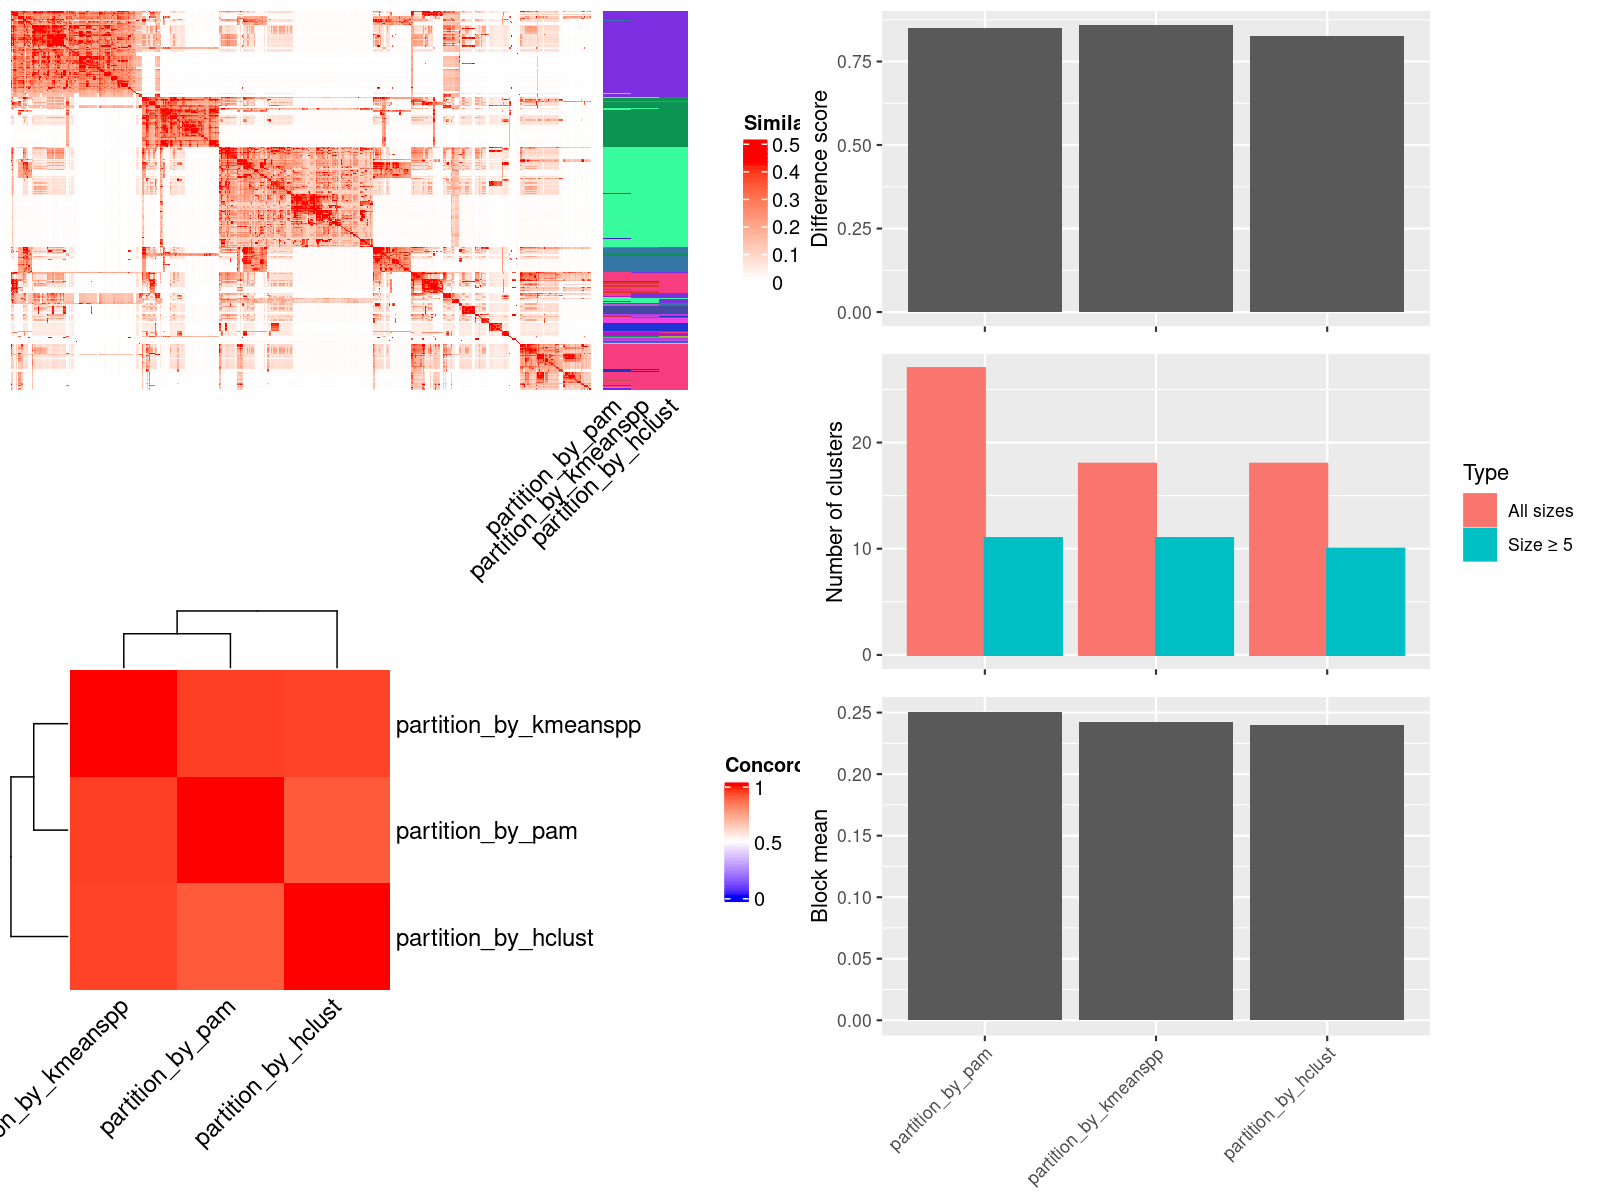 Simila
0.5
0.4
0.3
0.2
0.1
0
partition_by_pam
partition_by_kmeanspp
partition_by_hclust
partition_by_kmeanspp
partition_by_pam
partition_by_hclust
on_by_kmeanspp
partition_by_pam
partition_by_hclust
Concord
1
0.5
0
Difference score
0.75
0.50
0.25
0.00
Number of clusters
20
10
0
Type
All sizes
Size ≥ 5
Block mean
0.25
0.20
0.15
0.10
0.05
0.00
partition_by_pam
partition_by_kmeanspp
partition_by_hclust